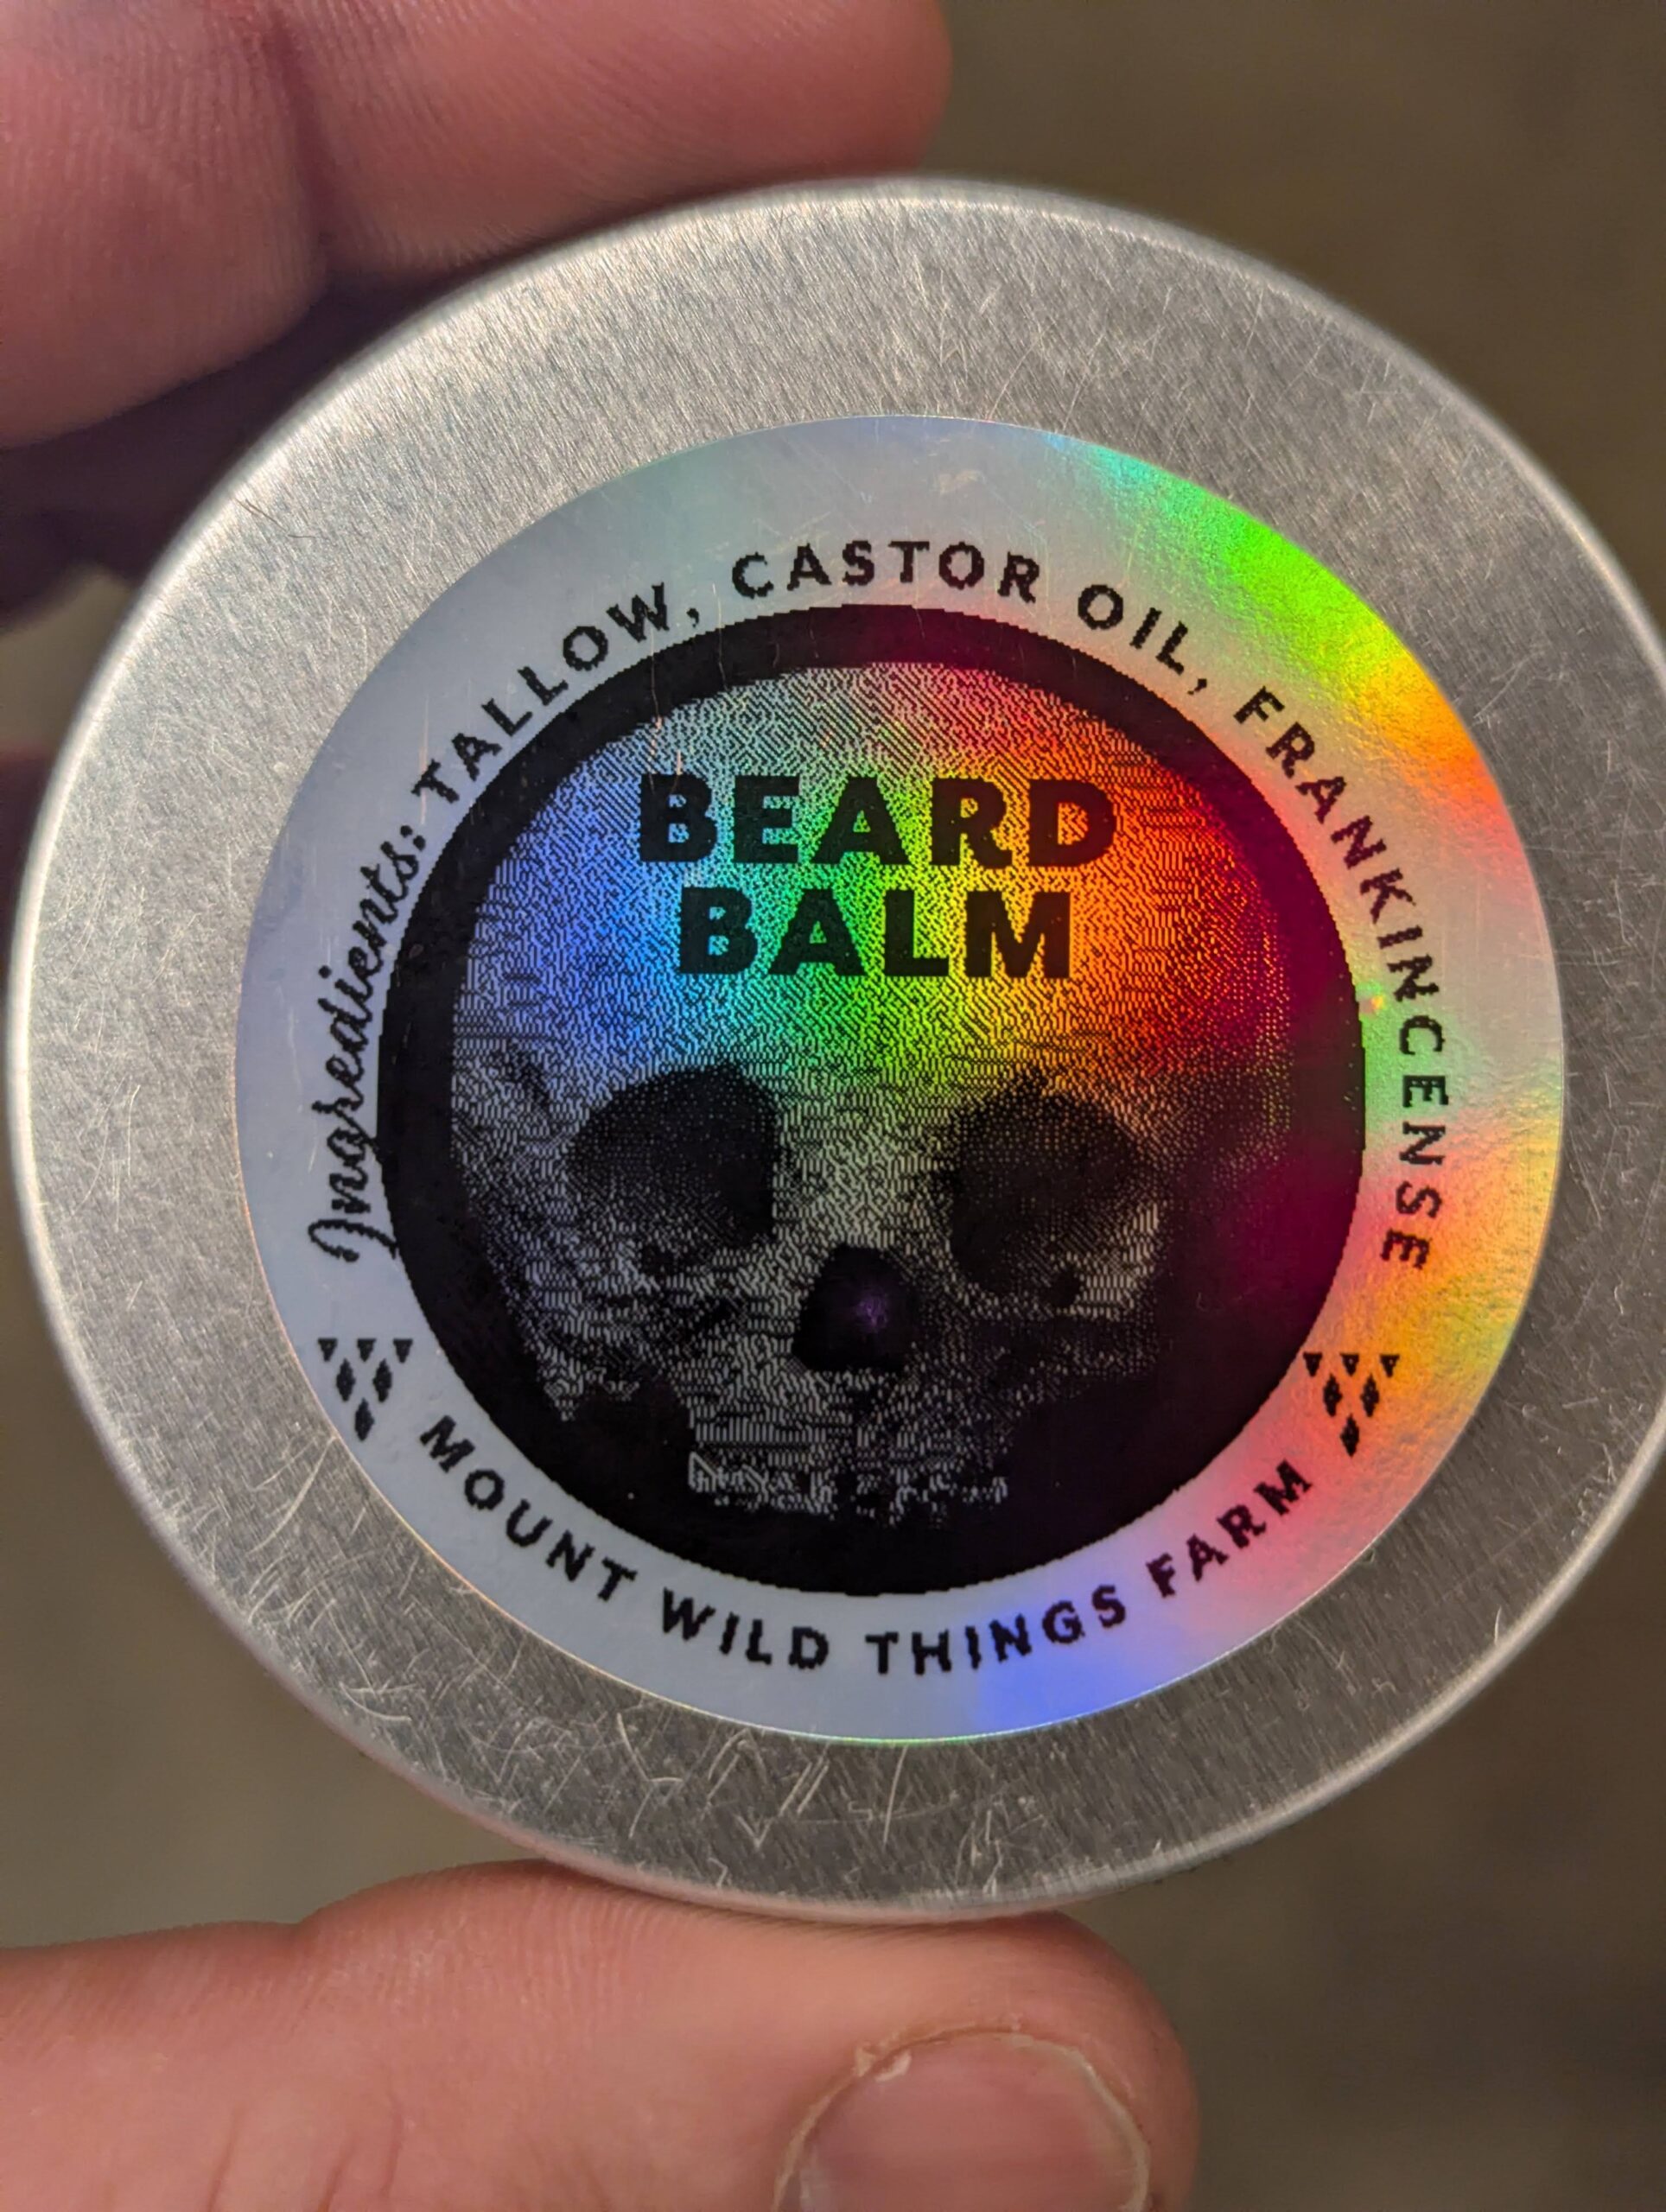 Ingredients: TALLOW, CASTOR OIL, FRANKINCENSE
BEARD
BALM
MOUNT WILD THINGS FARM